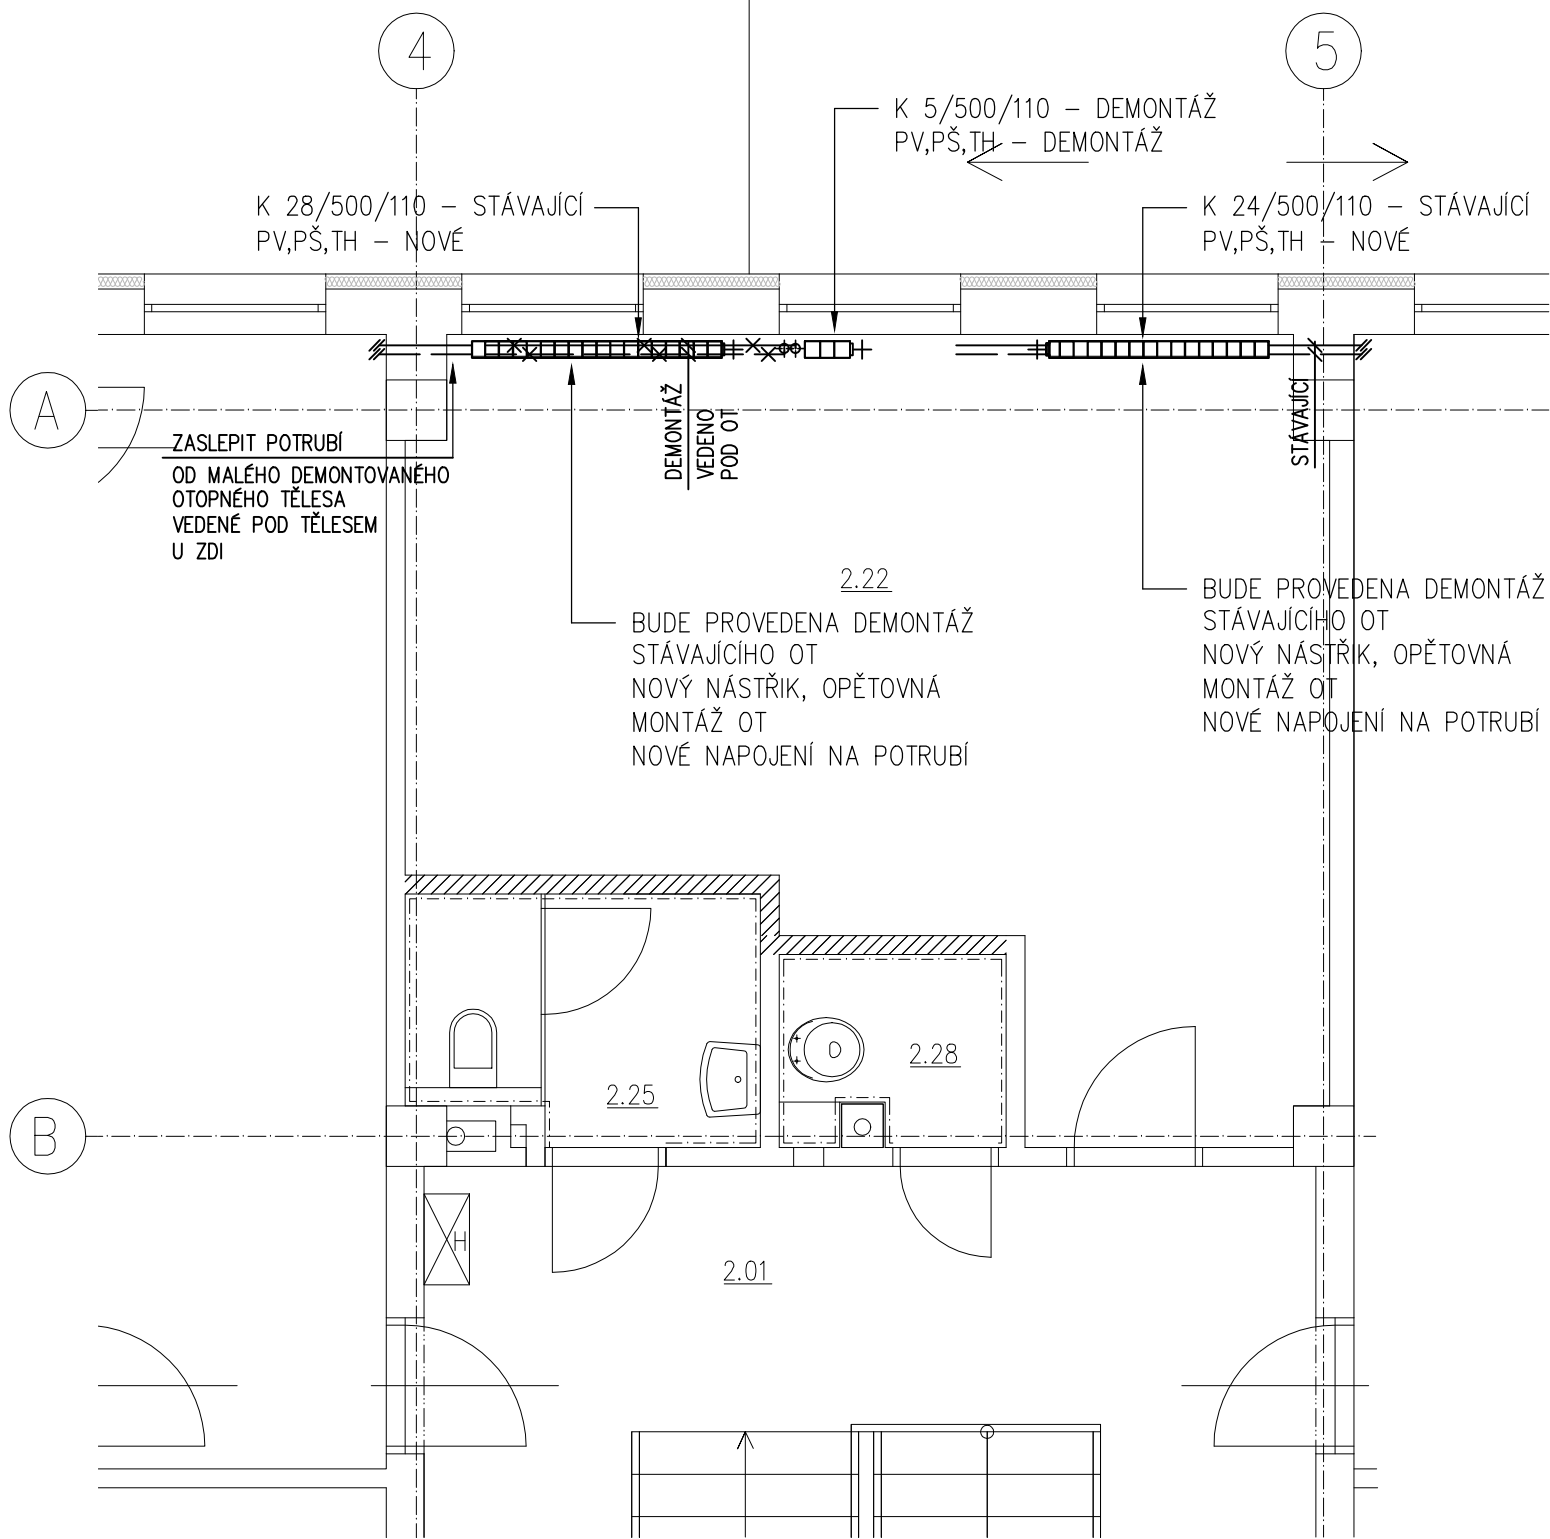 4
5
K 5/500/110 – DEMONTÁŽ
PV,PŠ,TH – DEMONTÁŽ
K 28/500/110 – STÁVAJÍCÍ
PV,PŠ,TH – NOVÉ
K 24/500/110 – STÁVAJÍCÍ
PV,PŠ,TH – NOVÉ
A
ZASLEPIT POTRUBÍ
OD MALÉHO DEMONTOVANÉHO
OTOPNÉHO TĚLESA
VEDENÉ POD TĚLESEM
U ZDI
DEMONTÁŽ
VEDENO
POD OT
STÁVAJÍCÍ
2.22
BUDE PROVEDENA DEMONTÁŽ
STÁVAJÍCÍHO OT
NOVÝ NÁSTŘIK, OPĚTOVNÁ
MONTÁŽ OT
NOVÉ NAPOJENÍ NA POTRUBÍ
BUDE PROVEDENA DEMONTÁŽ
STÁVAJÍCÍHO OT
NOVÝ NÁSTŘIK, OPĚTOVNÁ
MONTÁŽ OT
NOVÉ NAPOJENÍ NA POTRUBÍ
2.28
2.25
B
H
2.01